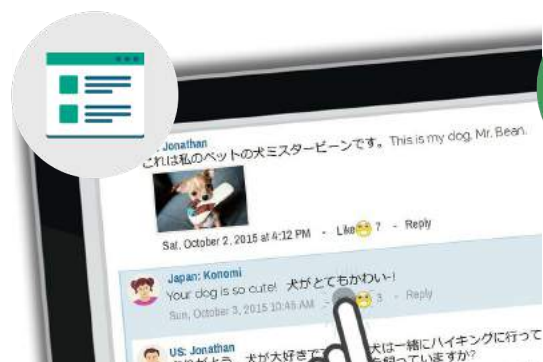 Jonathan
これは私のペットの犬ミスタービーンです。This is my dog, Mr. Bean.
Sat, October 2, 2015 at 4:12 PM - Like 7 - Reply
Japan: Konomi
Your dog is so cute! 犬がとてもかわい-!
Sun, October 3, 2015 10:45 AM - 3 - Reply
US: Jonathan
犬が大好きで 犬は一緒にハイキングに行って
飼っていますか?